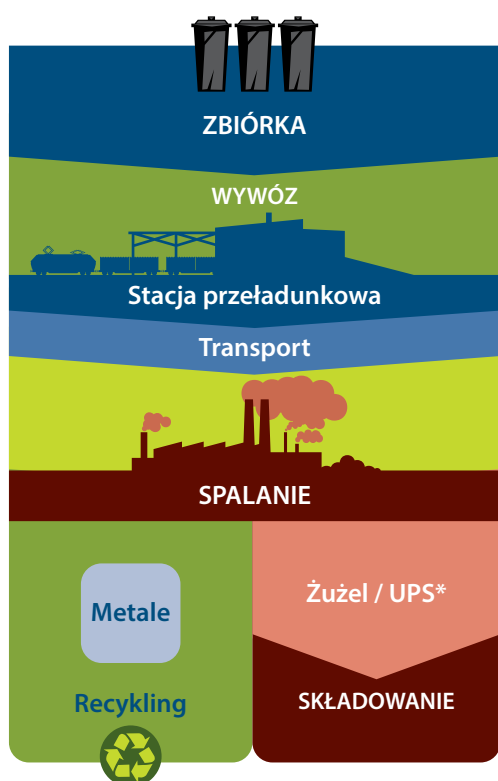 ZBIÓRKA
WYWÓZ
Stacja przeładunkowa
Transport
SPALANIE
Metale
Recykling
Żużel / UPS*
SKŁADOWANIE